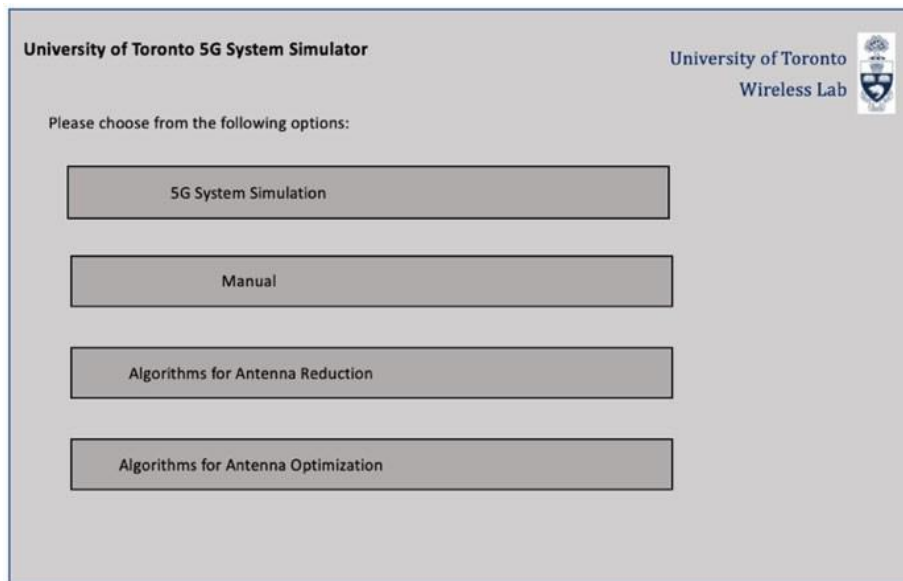 University of Toronto 5G System Simulator
University of Toronto
Wireless Lab
Please choose from the following options:
5G System Simulation
Manual
Algorithms for Antenna Reduction
Algorithms for Antenna Optimization